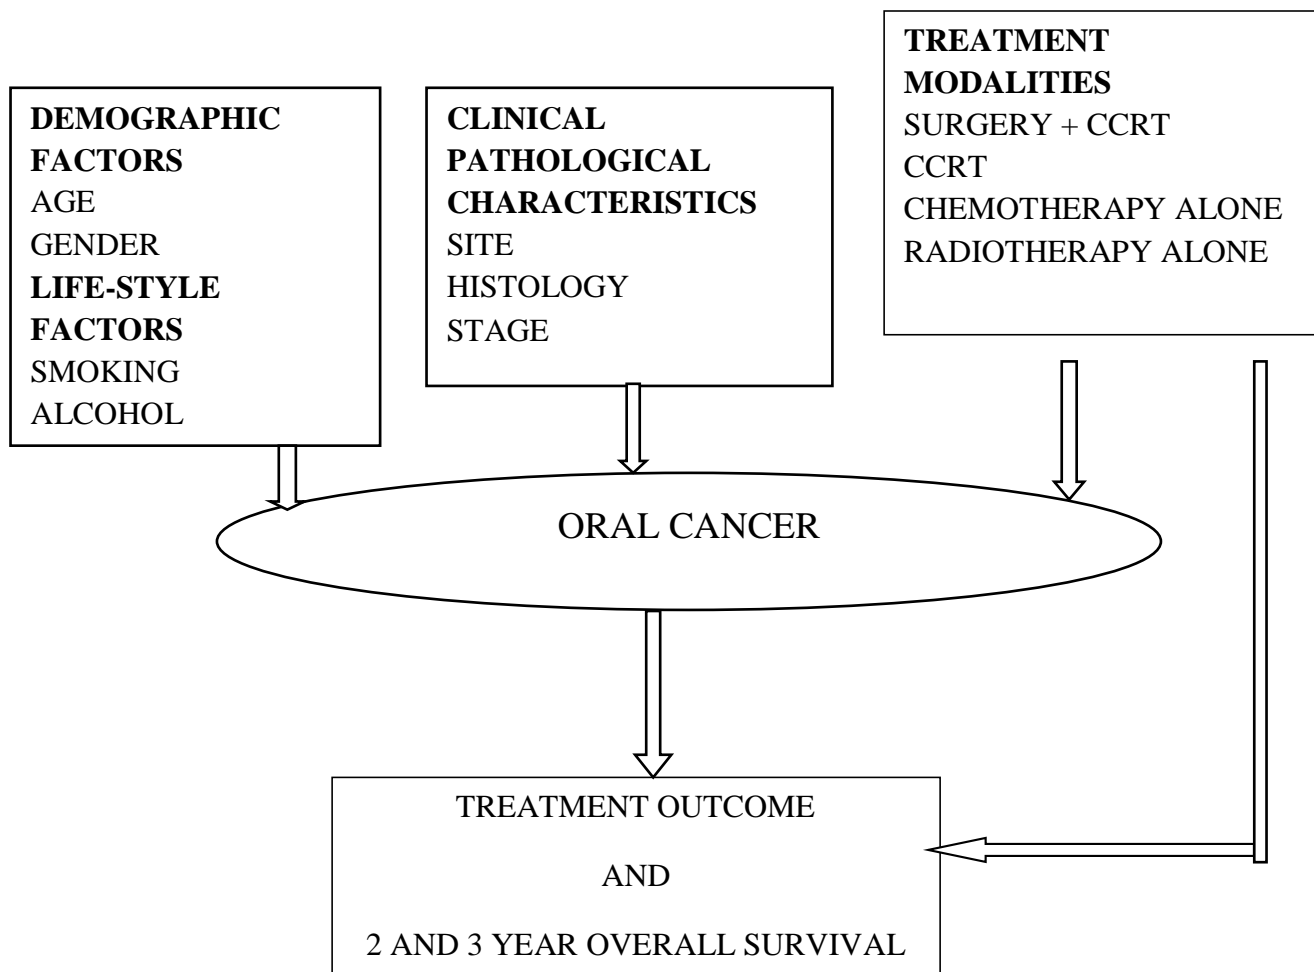 DEMOGRAPHIC
FACTORS
AGE
GENDER
LIFE-STYLE
FACTORS
SMOKING
ALCOHOL
CLINICAL
PATHOLOGICAL
CHARACTERISTICS
SITE
HISTOLOGY
STAGE
TREATMENT
MODALITIES
SURGERY + CCRT
CCRT
CHEMOTHERAPY ALONE
RADIOTHERAPY ALONE
ORAL CANCER
TREATMENT OUTCOME
AND
2 AND 3 YEAR OVERALL SURVIVAL